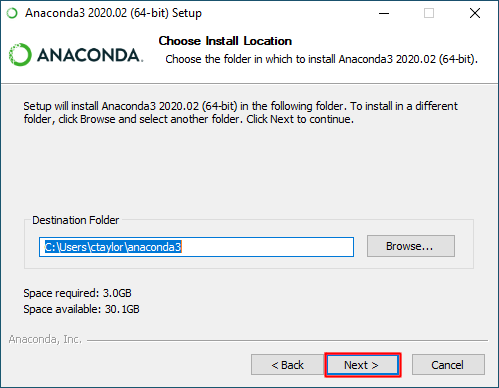 Anaconda3 2020.02 (64-bit) Setup
ANACONDA.
Choose Install Location
Choose the folder in which to install Anaconda3 2020.02 (64-bit).
Setup will install Anaconda3 2020.02 (64-bit) in the following folder. To install in a different
folder, click Browse and select another folder. Click Next to continue.
Destination Folder
C:\Users\ctaylor\anaconda3
Browse...
Space required: 3.0GB
Space available: 30.1GB
Anaconda, Inc.
< Back
Next >
Cancel